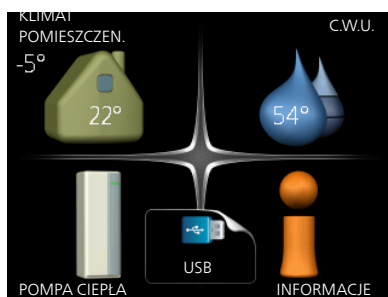 KLIMAT
POMIESZCZEN.
C.W.U.
-5°
22°
54°
USB
POMPA CIEPŁA
INFORMACJE